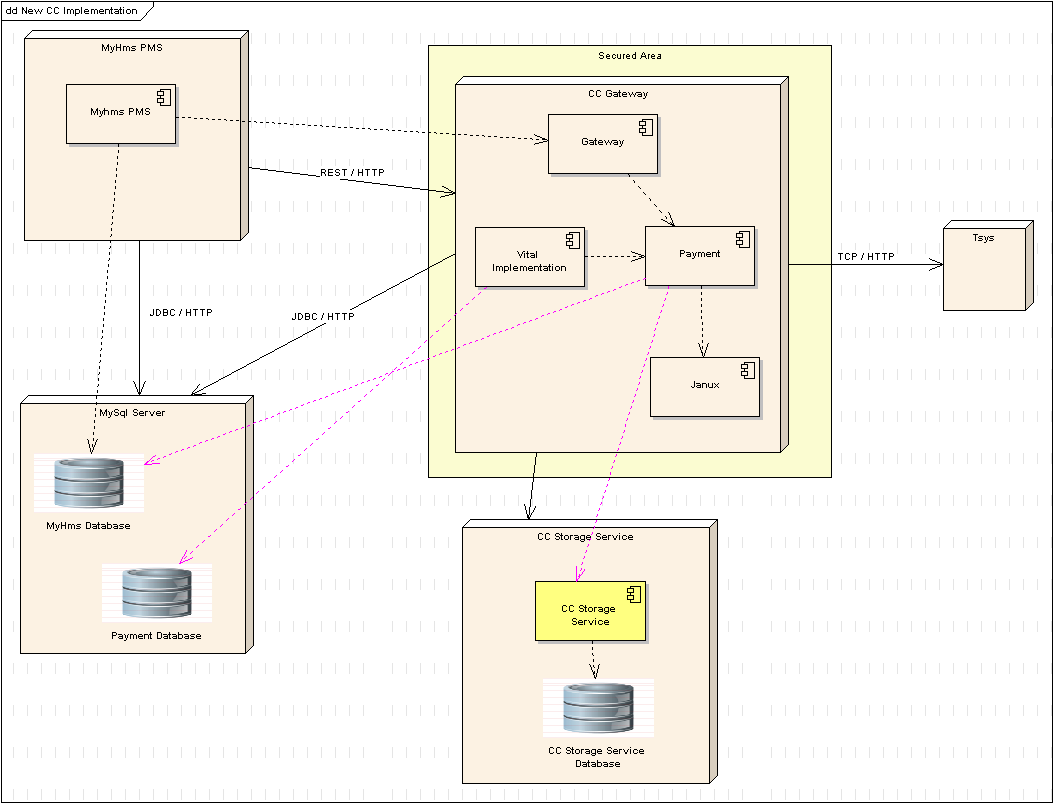 dd New CC Implementation
MyHms PMS
Myhms PMS
Secured Area
CC Gateway
Gateway
REST / HTTP
Vital
Implementation
Payment
Tsys
TCP / HTTP
JDBC / HTTP
JDBC / HTTP
Janux
MySql Server
MyHms Database
Payment Database
CC Storage Service
CC Storage
Service
CC Storage Service
Database